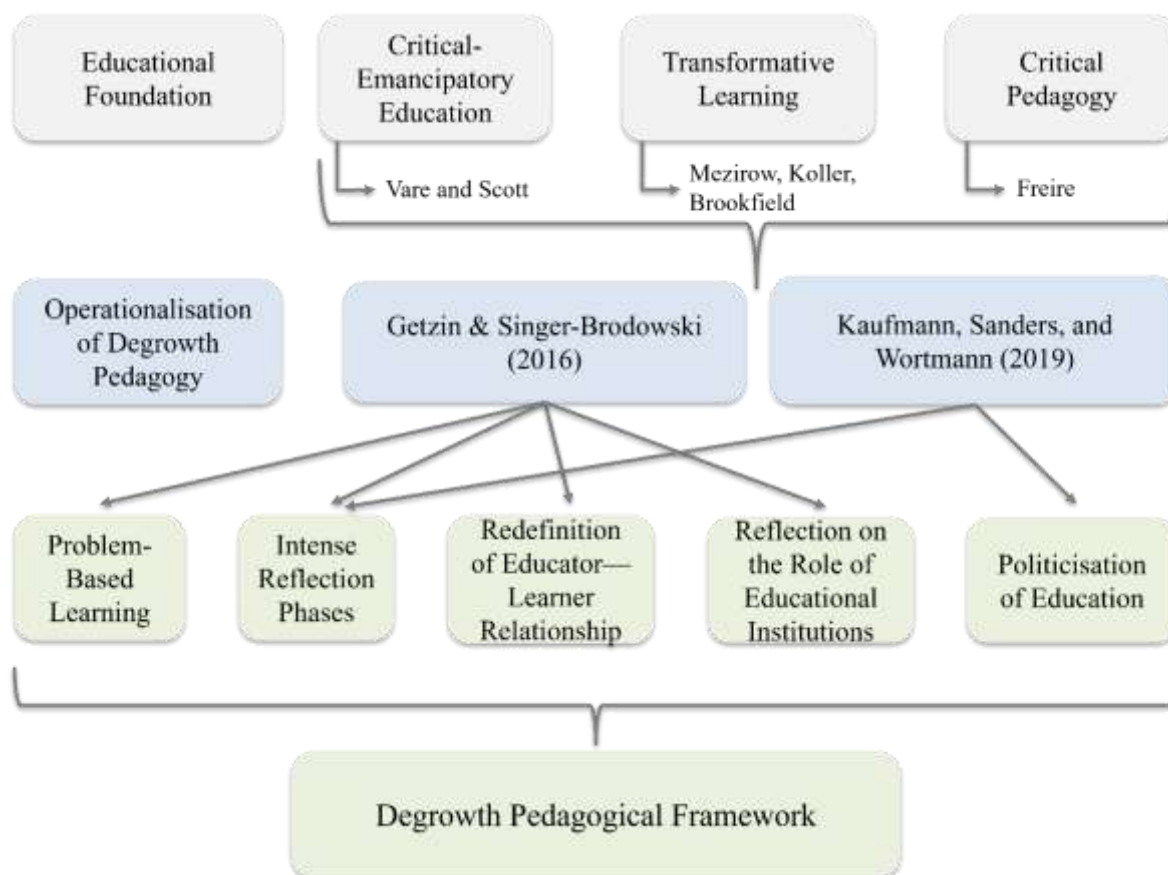 Educational
Foundation
Critical-
Emancipatory
Education
Transformative
Learning
Critical
Pedagogy
Vare and Scott
Mezirow, Koller,
Brookfield
Freire
Operationalisation
of Degrowth
Pedagogy
Getzin & Singer-Brodowski
(2016)
Kaufmann, Sanders, and
Wortmann (2019)
Problem-
Based
Learning
Intense
Reflection
Phases
Redefinition
of Educator—
Learner
Relationship
Reflection on
the Role of
Educational
Institutions
Politicisation
of Education
Degrowth Pedagogical Framework